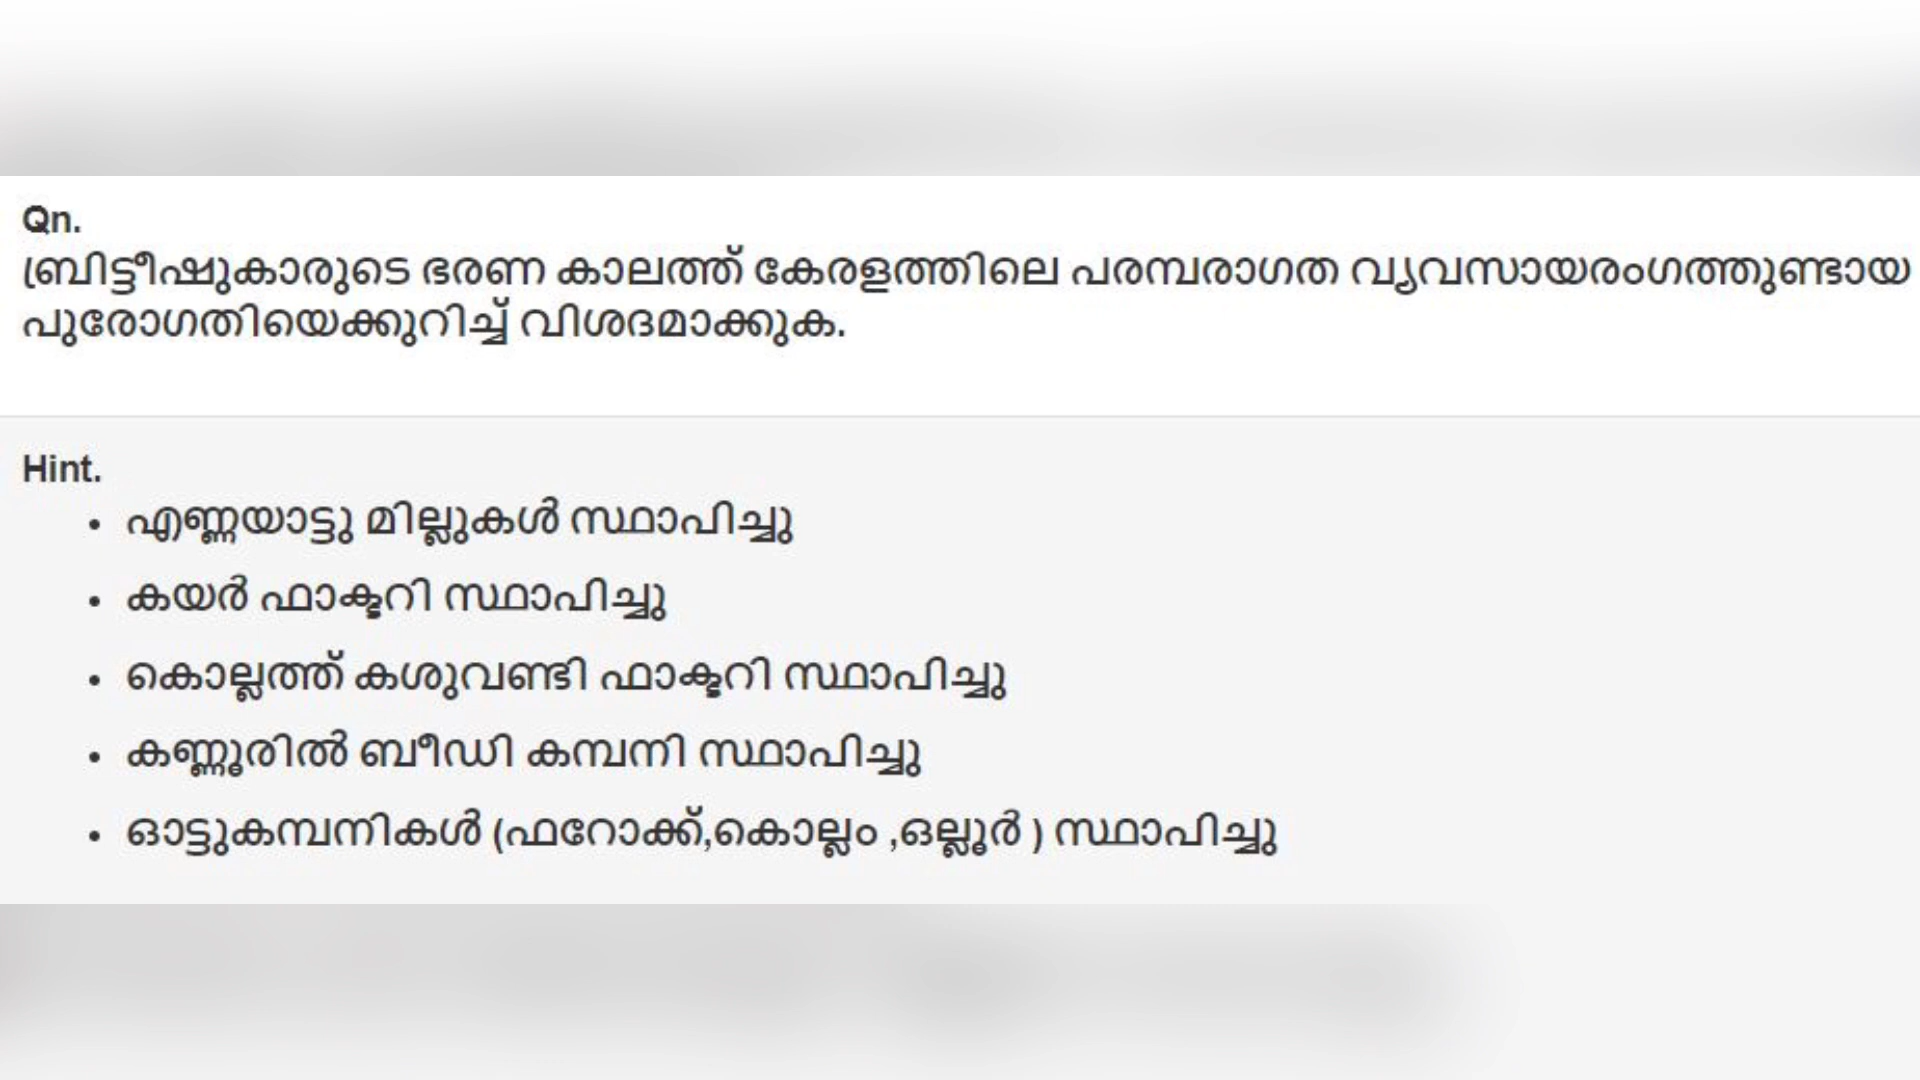 Qn.
ബ്രിട്ടീഷുകാരുടെ ഭരണ കാലത്ത് കേരളത്തിലെ പരമ്പരാഗത വ്യവസായരംഗത്തുണ്ടായ
പുരോഗതിയെക്കുറിച്ച് വിശദമാക്കുക.
Hint.
• എണ്ണയാട്ടു മില്ലുകൾ സ്ഥാപിച്ചു
• കയർ ഫാക്ടറി സ്ഥാപിച്ചു
• കൊല്ലത്ത് കശുവണ്ടി ഫാക്ടറി സ്ഥാപിച്ചു
• കണ്ണൂരിൽ ബീഡി കമ്പനി സ്ഥാപിച്ചു
• ഓട്ടുകമ്പനികൾ (ഫറോക്ക്,കൊല്ലം ,ഒല്ലൂർ ) സ്ഥാപിച്ചു